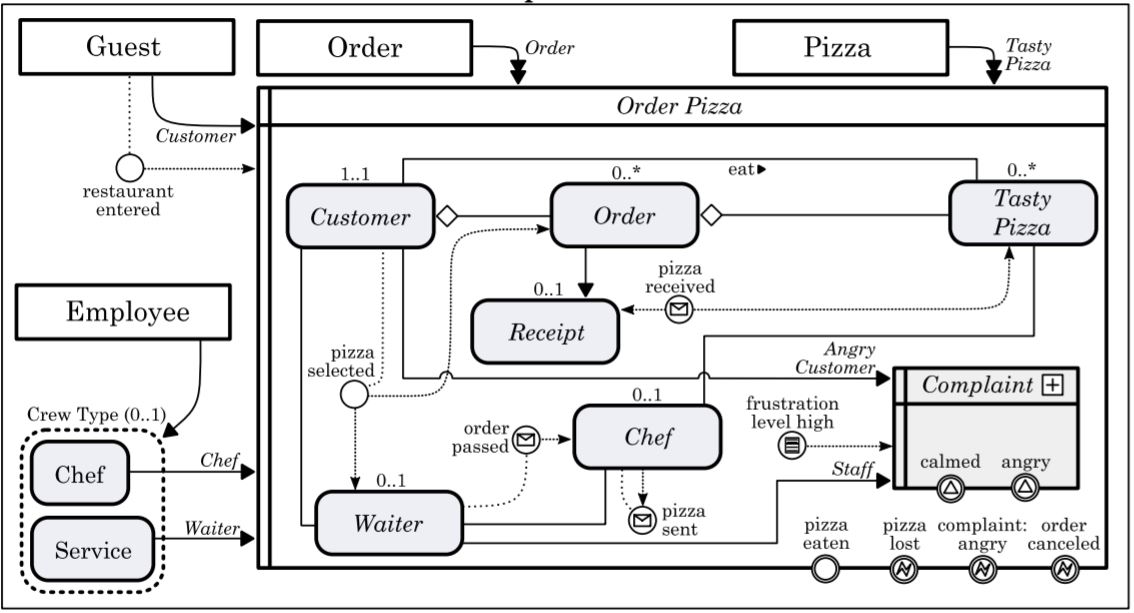 Guest
Order
Order
Pizza
Tasty
Pizza
Order Pizza
Customer
restaurant
entered
1..1
Customer
0..*
Order
eat
0..*
Tasty
Pizza
pizza
received
0..1
Receipt
Employee
pizza
selected
Angry
Customer
Complaint
Crew Type (0..1)
Chef
Chef
Service
Waiter
order
passed
0..1
Chef
frustration
level high
Staff
calmed
angry
0..1
Waiter
pizza
sent
pizza
eaten
pizza
lost
complaint:
angry
order
canceled